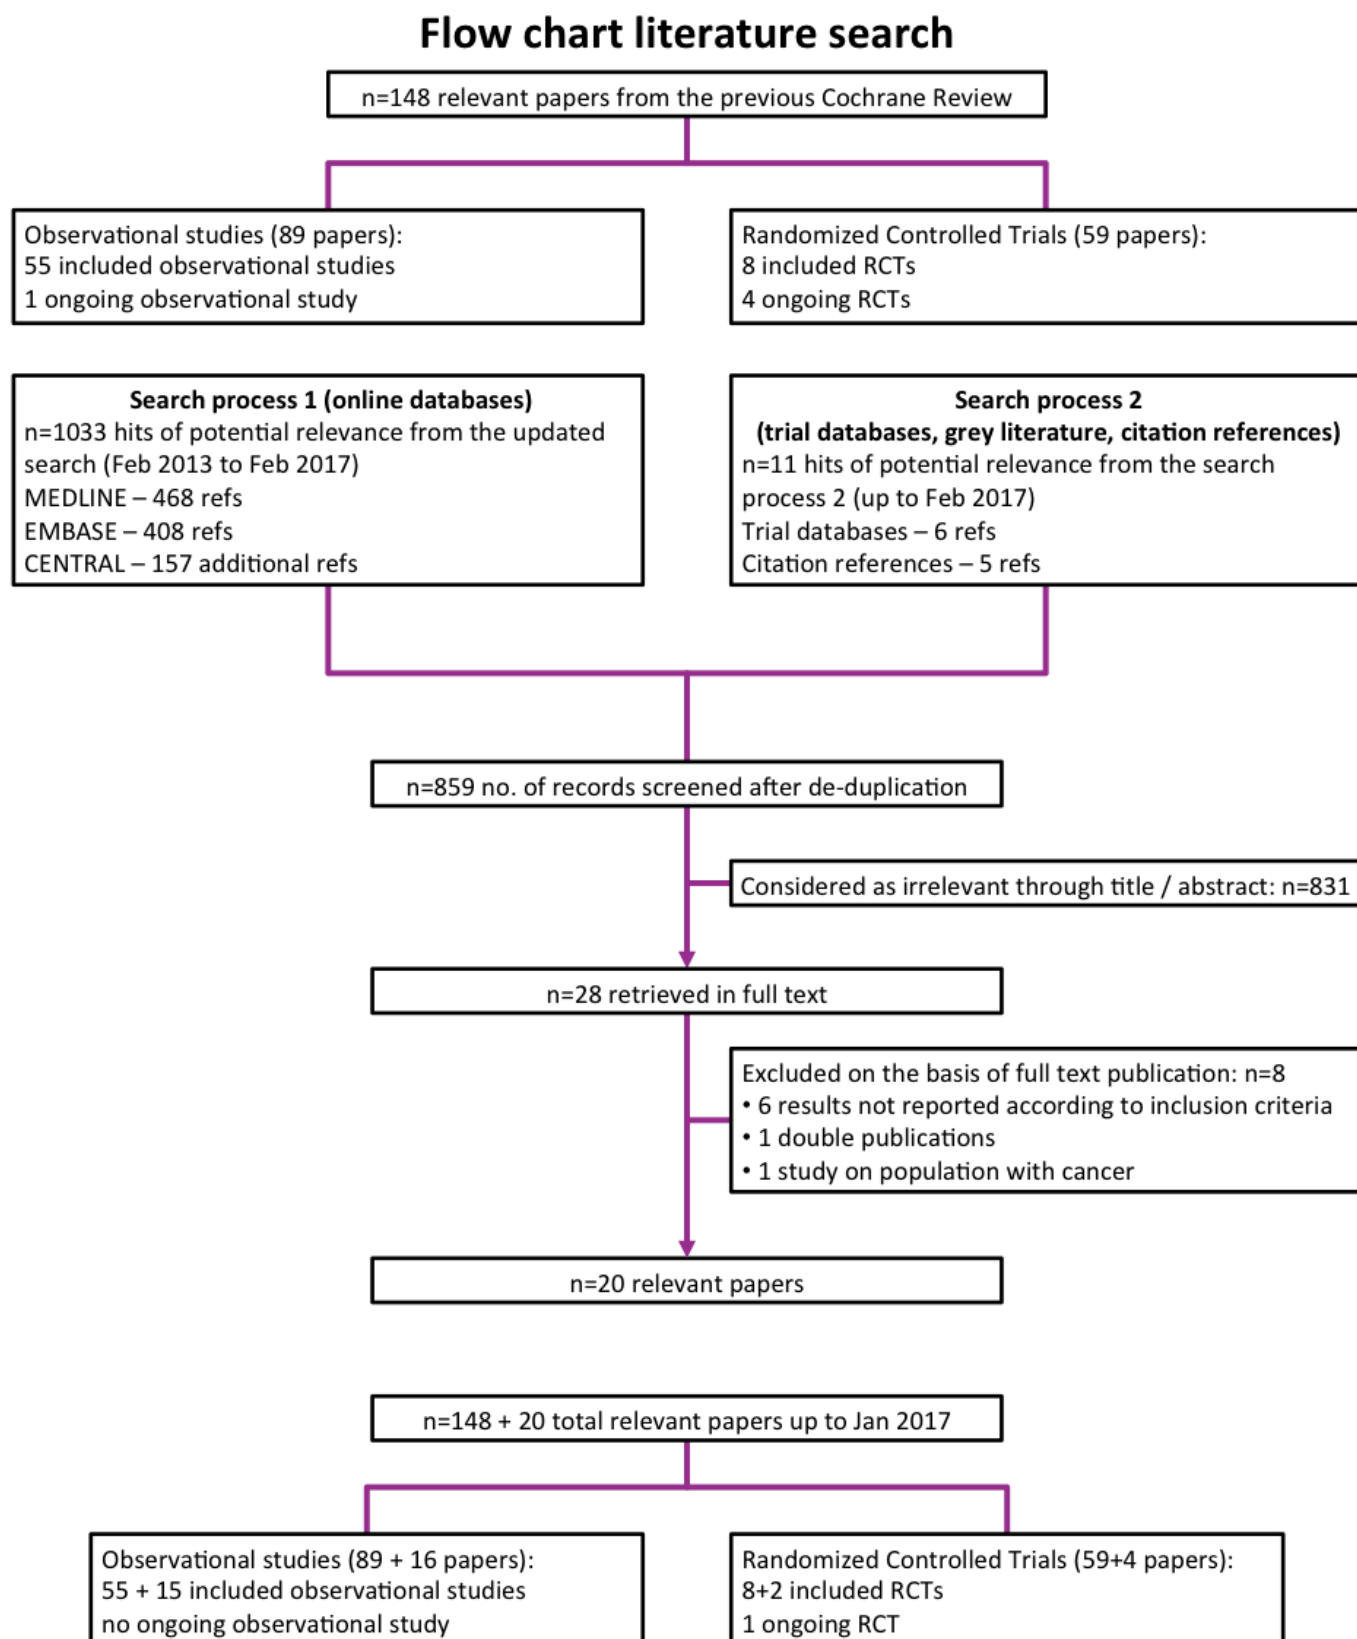 Flow chart literature search
n=148 relevant papers from the previous Cochrane Review
Observational studies (89 papers):
55 included observational studies
1 ongoing observational study
Randomized Controlled Trials (59 papers):
8 included RCTs
4 ongoing RCTs
Search process 1 (online databases)
n=1033 hits of potential relevance from the updated
search (Feb 2013 to Feb 2017)
MEDLINE – 468 refs
EMBASE – 408 refs
CENTRAL – 157 additional refs
Search process 2
(trial databases, grey literature, citation references)
n=11 hits of potential relevance from the search
process 2 (up to Feb 2017)
Trial databases – 6 refs
Citation references – 5 refs
n=859 no. of records screened after de-duplication
Considered as irrelevant through title / abstract: n=831
n=28 retrieved in full text
Excluded on the basis of full text publication: n=8
• 6 results not reported according to inclusion criteria
• 1 double publications
• 1 study on population with cancer
n=20 relevant papers
n=148 + 20 total relevant papers up to Jan 2017
Observational studies (89 + 16 papers):
55 + 15 included observational studies
no ongoing observational study
Randomized Controlled Trials (59+4 papers):
8+2 included RCTs
1 ongoing RCT